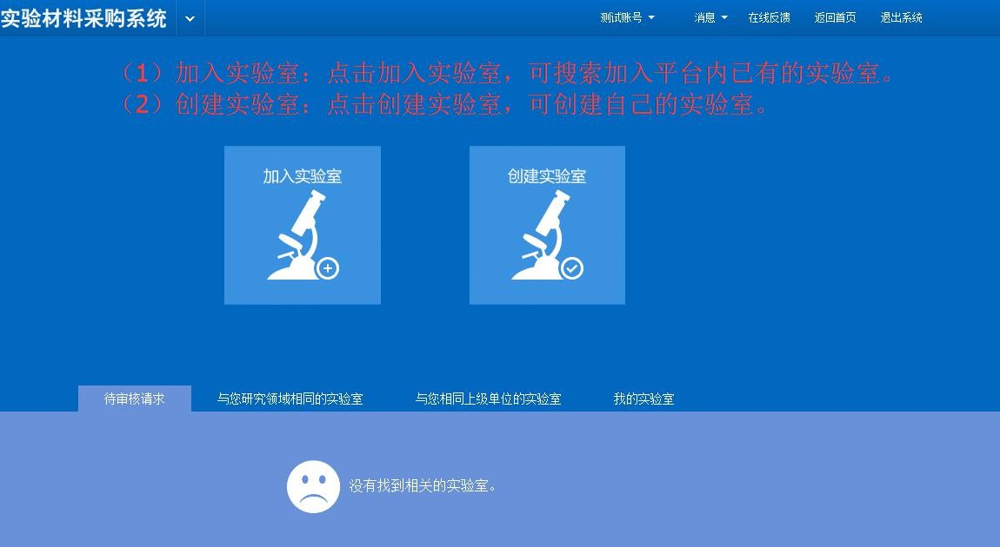 实验材料采购系统
测试账号 消息 在线反馈 返回首页 退出系统
（1）加入实验室：点击加入实验室，可搜索加入平台内已有的实验室。
（2）创建实验室：点击创建实验室，可创建自己的实验室。
加入实验室 创建实验室
待审核请求 与您研究领域相同的实验室 与您相同上级单位的实验室 我的实验室
没有找到相关的实验室。